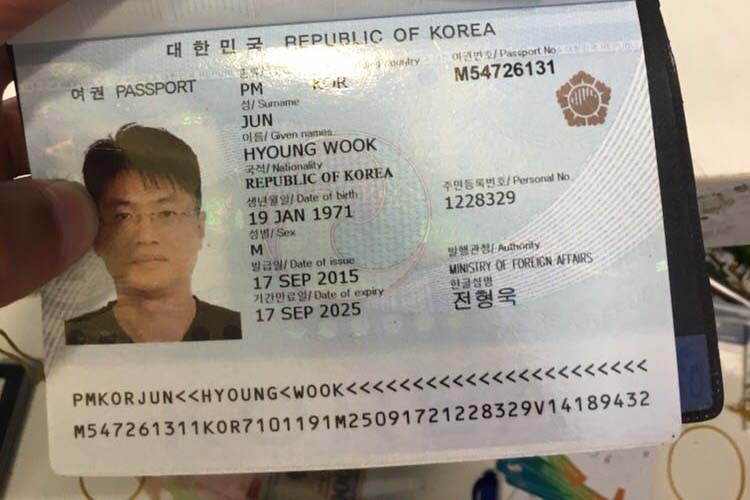 대한민국 REPUBLIC OF KOREA
여권 PASSPORT
country
여권번호/Passport No
PM KOR M54726131
성/Surname
JUN
이름/Given names
HYOUNG WOOK
국적/Nationality
REPUBLIC OF KOREA
생년월일/Date of birth 주민등록번호/Personal No.
19 JAN 1971 1228329
성별/Sex
M
발급일/Date of issue 발행관청/Authority
17 SEP 2015 MINISTRY OF FOREIGN AFFAIRS
기간만료일/Date of expiry 한글성명
17 SEP 2025 전형욱
PMKORJUN<<HYOUNG<WOOK<<<<<<<<<<<<<<<<<<<<<<<
M547261311KOR7101191M25091721228329V14189432